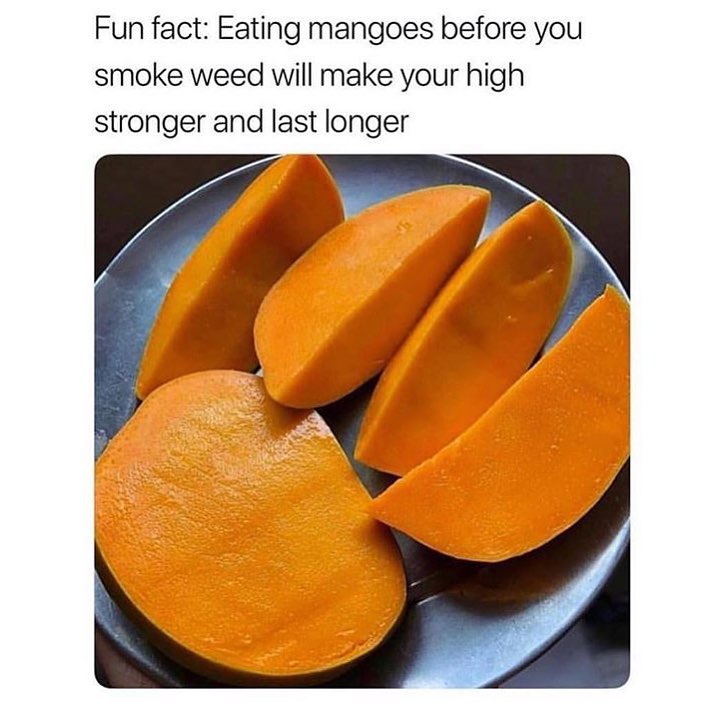 Fun fact: Eating mangoes before you
smoke weed will make your high
stronger and last longer